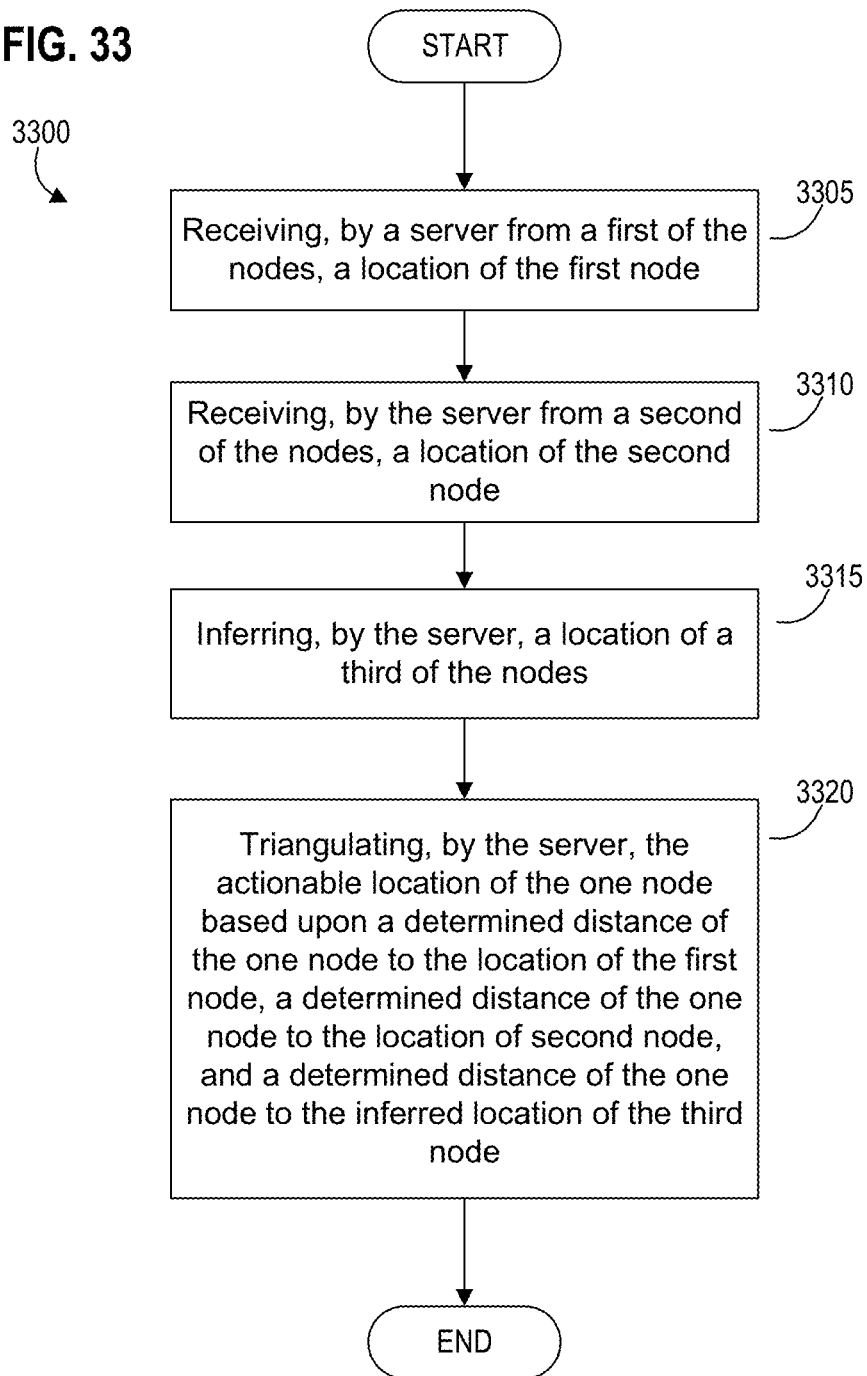 FIG. 33
START
3300
3305
Receiving, by a server from a first of the
nodes, a location of the first node
3310
Receiving, by the server from a second
of the nodes, a location of the second
node
3315
Inferring, by the server, a location of a
third of the nodes
3320
Triangulating, by the server, the
actionable location of the one node
based upon a determined distance of
the one node to the location of the first
node, a determined distance of the one
node to the location of second node,
and a determined distance of the one
node to the inferred location of the third
node
END